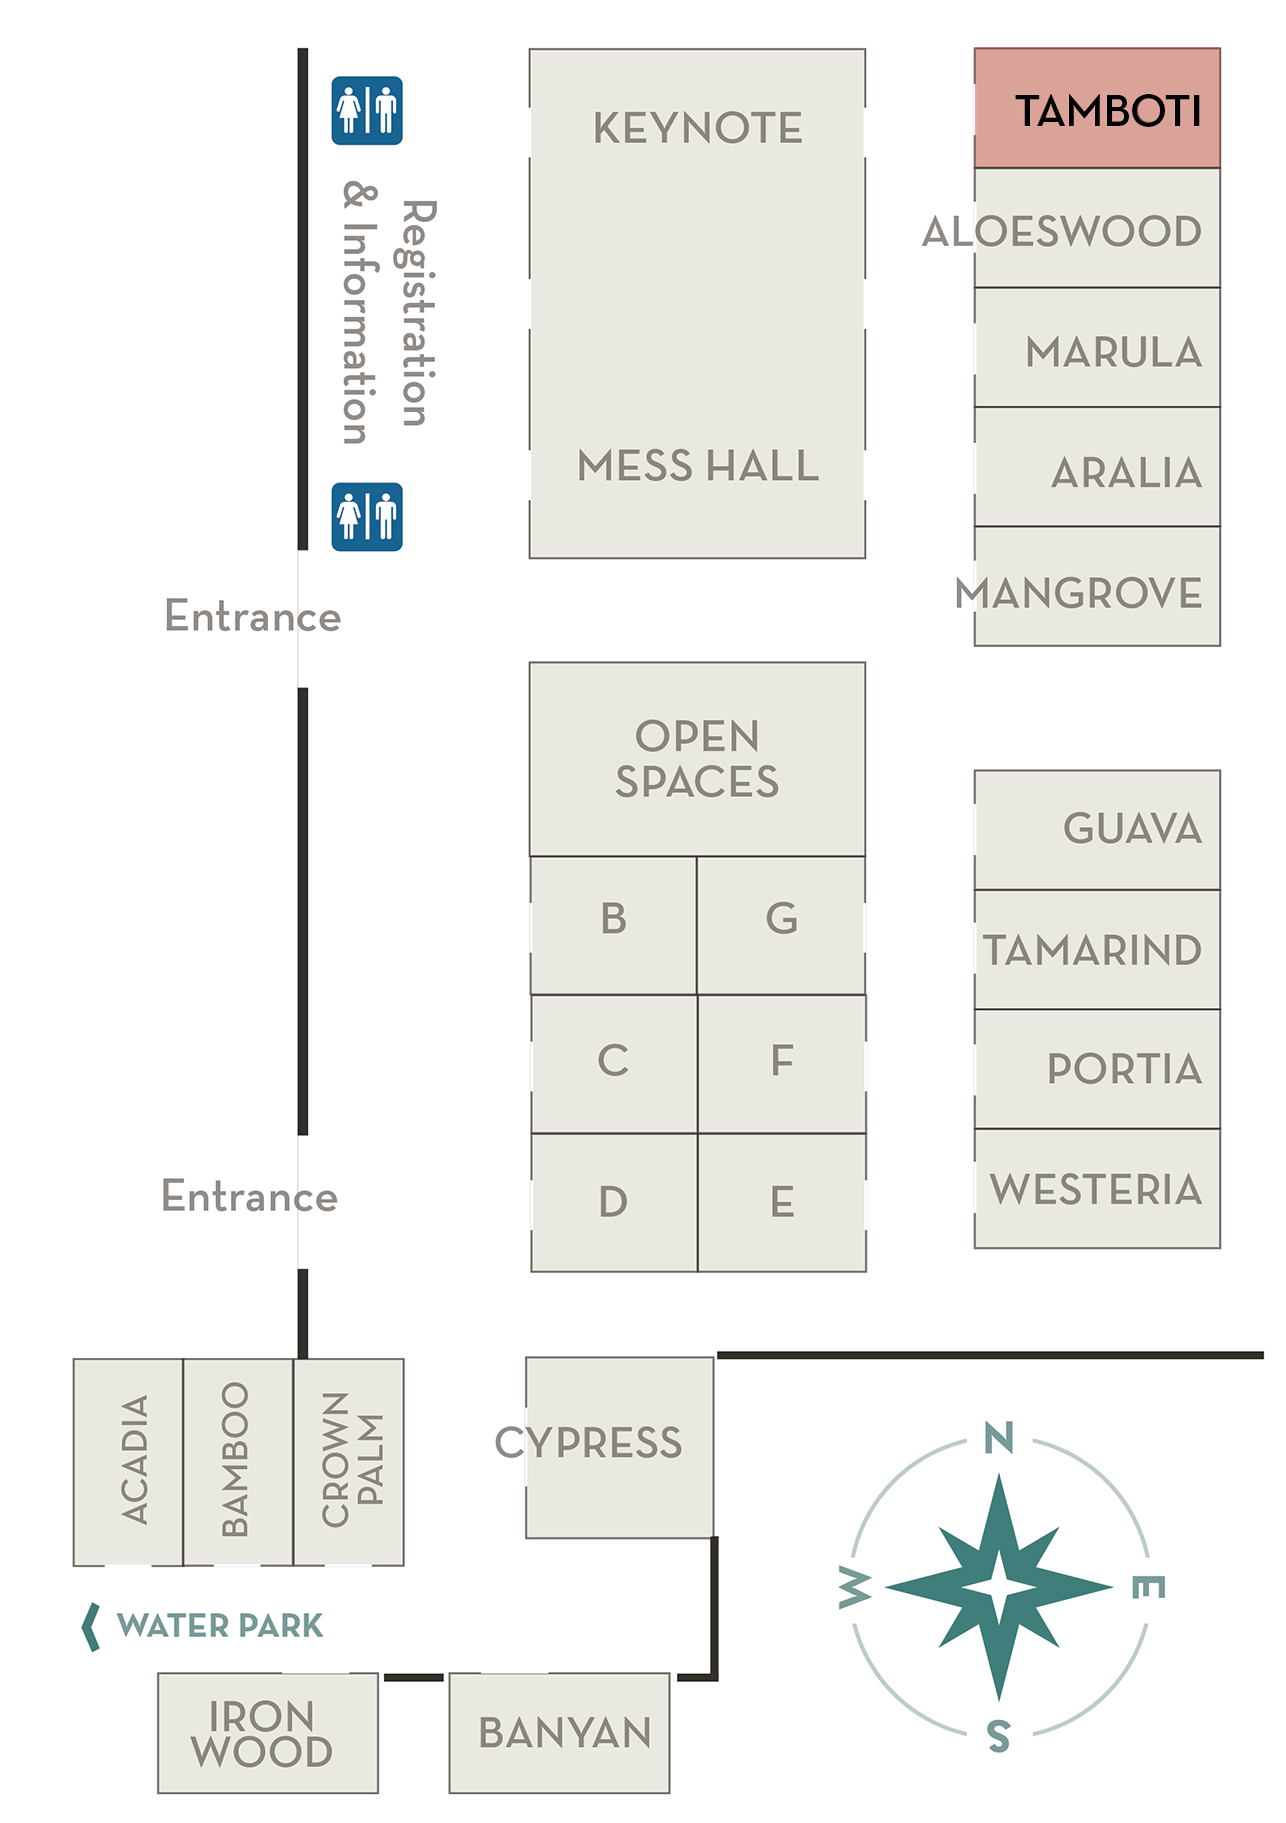 KEYNOTE
TAMBOTI
Registration
& Information
ALOESWOOD
MARULA
MESS HALL
ARALIA
Entrance
MANGROVE
OPEN
SPACES
GUAVA
B
G
TAMARIND
C
F
PORTIA
Entrance
D
E
WESTERIA
ACADIA
BAMBOO
CROWN
PALM
CYPRESS
N
W
E
S
WATER PARK
IRON
WOOD
BANYAN